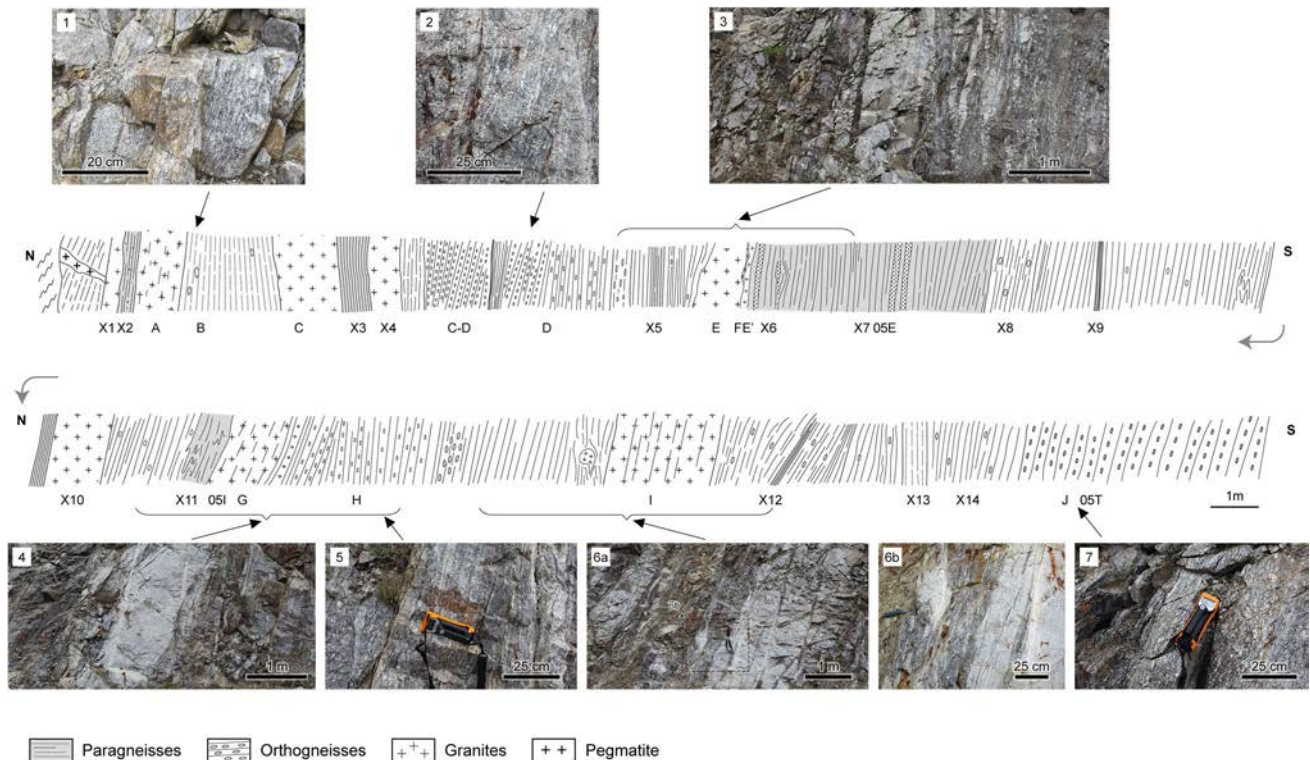 1
20 cm
2
25 cm
3
1 m
N
S
X1 X2 A B C X3 X4 C-D D X5 E FE' X6 X7 05E X8 X9
N
S
X10 X11 05I G H I X12 X13 X14 J 05T
1m
4
1 m
5
25 cm
6a
1 m
6b
25 cm
7
25 cm
Paragneisses Orthogneisses Granites Pegmatite